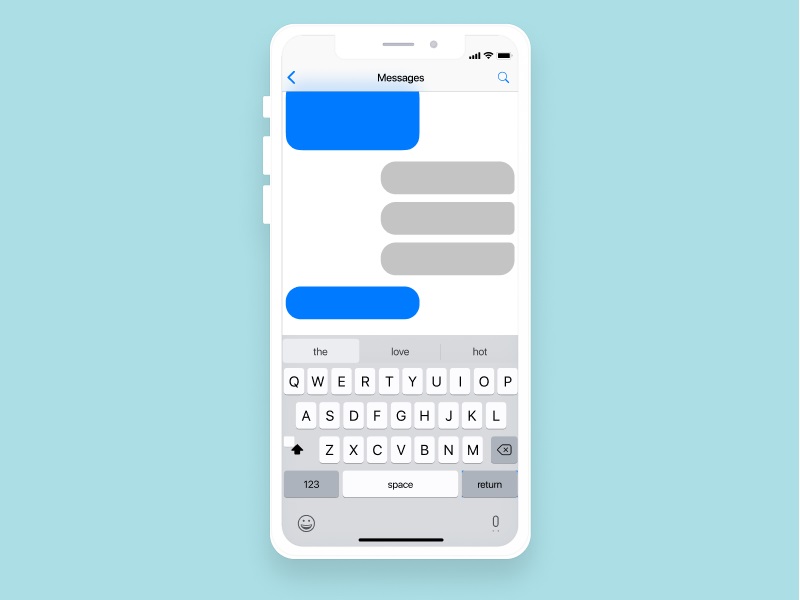 Messages
the love hot
Q W E R T Y U I O P
A S D F G H J K L
Z X C V B N M
123 space return